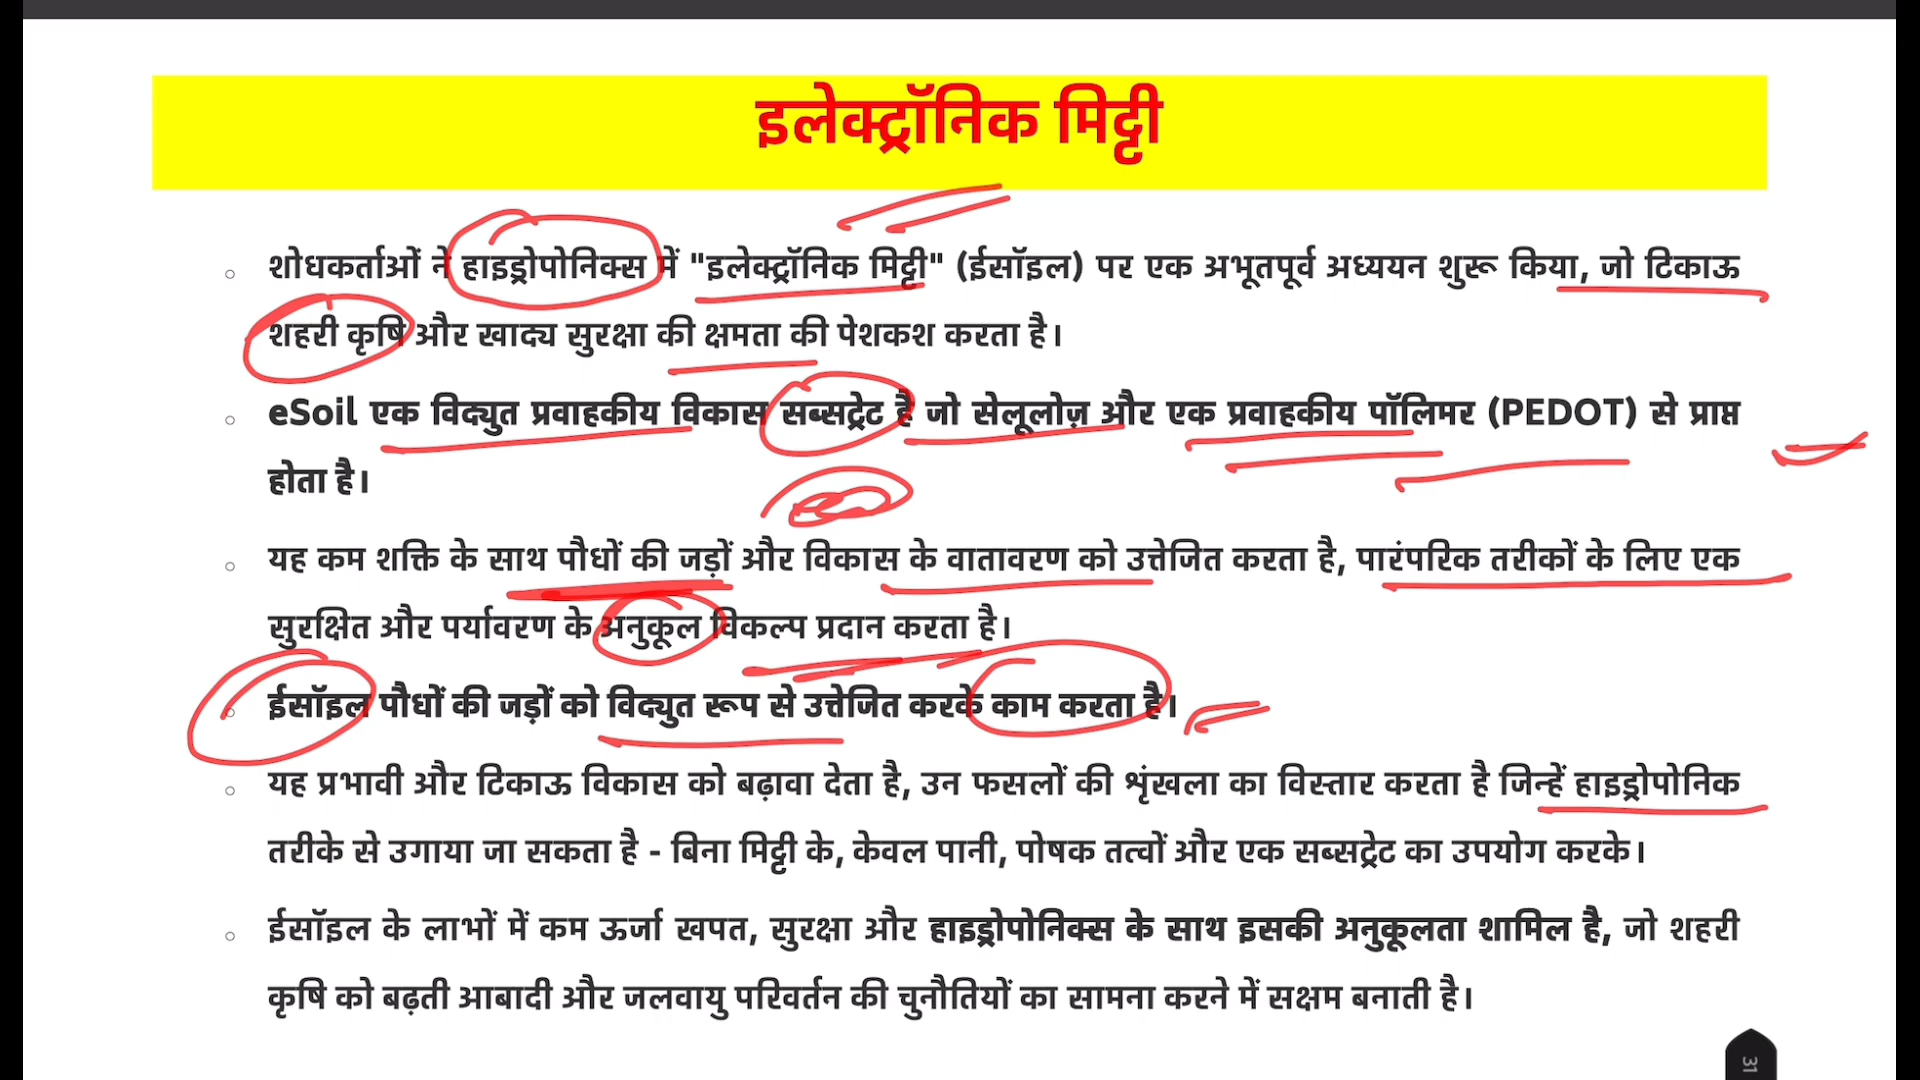 इलेक्ट्रॉनिक मिट्टी
शोधकर्ताओं ने हाइड्रोपोनिक्स में "इलेक्ट्रॉनिक मिट्टी" (ईसॉइल) पर एक अभूतपूर्व अध्ययन शुरू किया, जो टिकाऊ
शहरी कृषि और खाद्य सुरक्षा की क्षमता की पेशकश करता है।
eSoil एक विद्युत प्रवाहकीय विकास सब्सट्रेट है जो सेलूलोज़ और एक प्रवाहकीय पॉलिमर (PEDOT) से प्राप्त
होता है।
यह कम शक्ति के साथ पौधों की जड़ों और विकास के वातावरण को उत्तेजित करता है, पारंपरिक तरीकों के लिए एक
सुरक्षित और पर्यावरण के अनुकूल विकल्प प्रदान करता है।
ईसॉइल पौधों की जड़ों को विद्युत रूप से उत्तेजित करके काम करता है।
यह प्रभावी और टिकाऊ विकास को बढ़ावा देता है, उन फसलों की श्रृंखला का विस्तार करता है जिन्हें हाइड्रोपोनिक
तरीके से उगाया जा सकता है - बिना मिट्टी के, केवल पानी, पोषक तत्वों और एक सब्सट्रेट का उपयोग करके।
ईसॉइल के लाभों में कम ऊर्जा खपत, सुरक्षा और हाइड्रोपोनिक्स के साथ इसकी अनुकूलता शामिल है, जो शहरी
कृषि को बढ़ती आबादी और जलवायु परिवर्तन की चुनौतियों का सामना करने में सक्षम बनाती है।
31